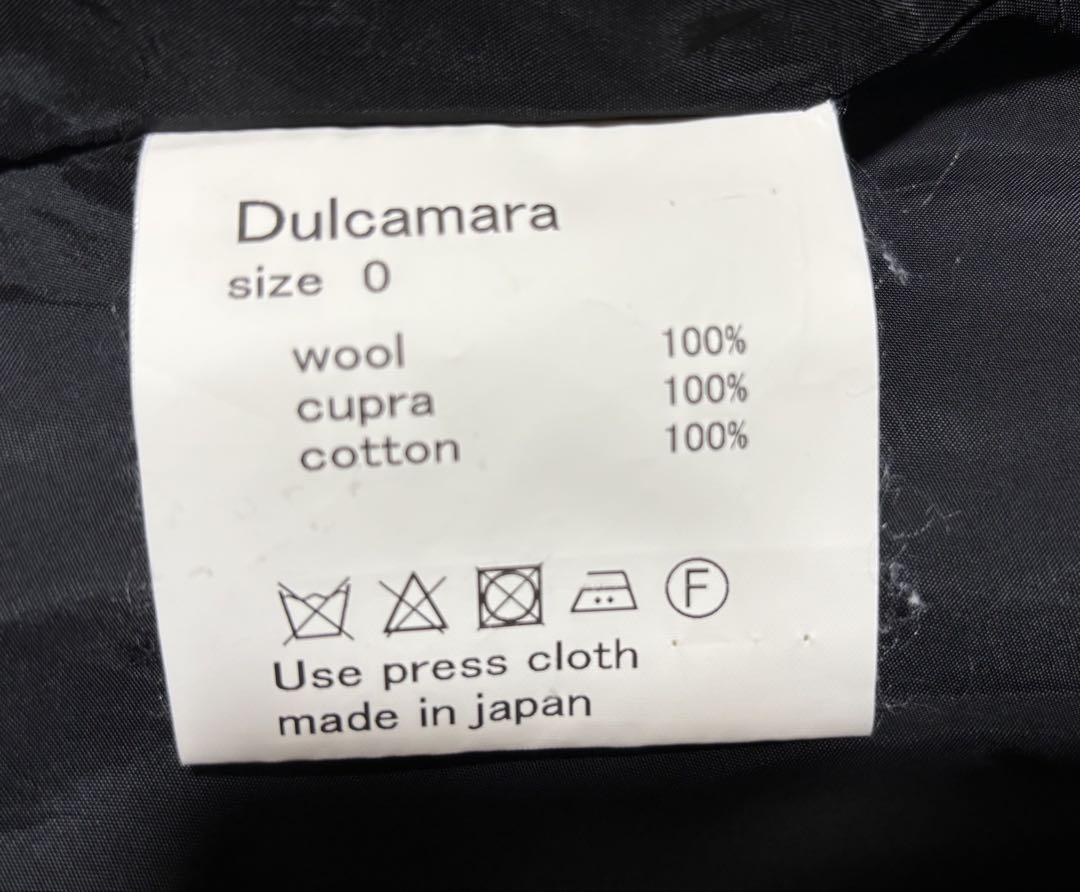 Dulcamara
size 0
wool 100%
cupra 100%
cotton 100%
F
Use press cloth
made in japan